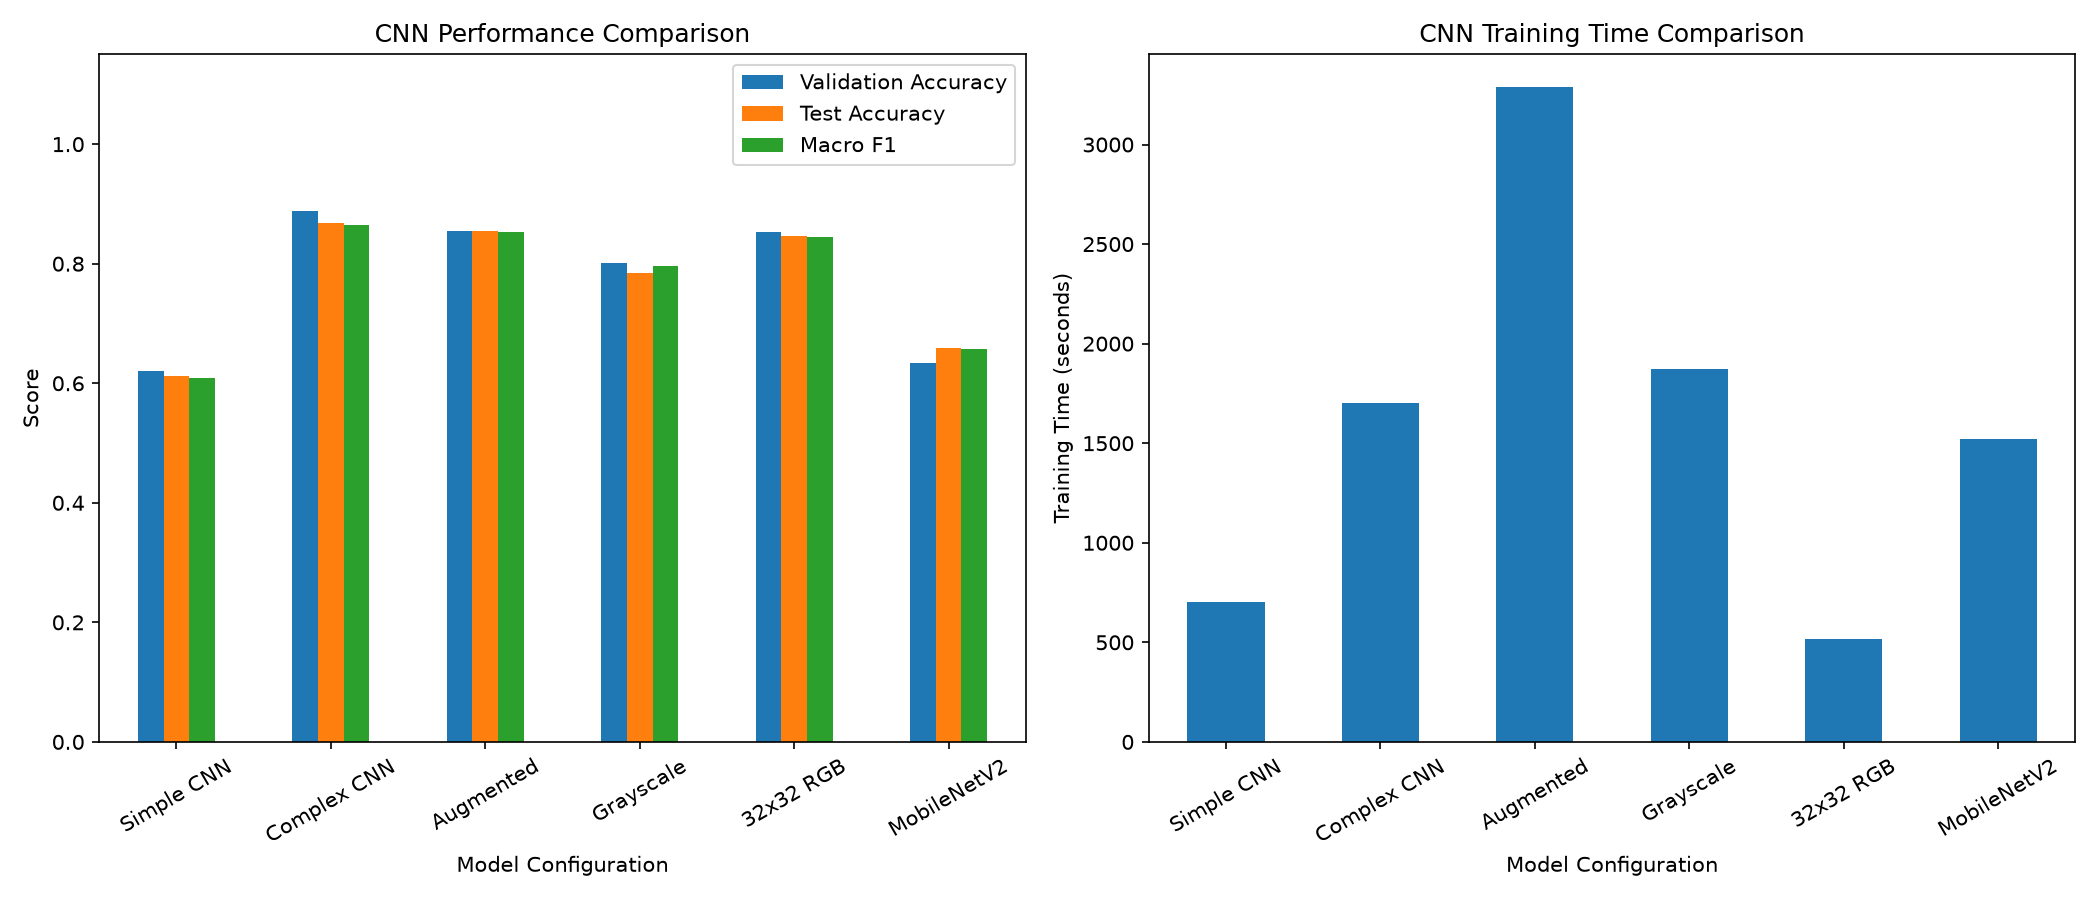 CNN Performance Comparison
Validation Accuracy
Test Accuracy
Macro F1
1.0
0.8
0.6
0.4
0.2
0.0
Score
Simple CNN
Complex CNN
Augmented
Grayscale
32x32 RGB
MobileNetV2
Model Configuration
CNN Training Time Comparison
3000
2500
2000
1500
1000
500
0
Training Time (seconds)
Simple CNN
Complex CNN
Augmented
Grayscale
32x32 RGB
MobileNetV2
Model Configuration